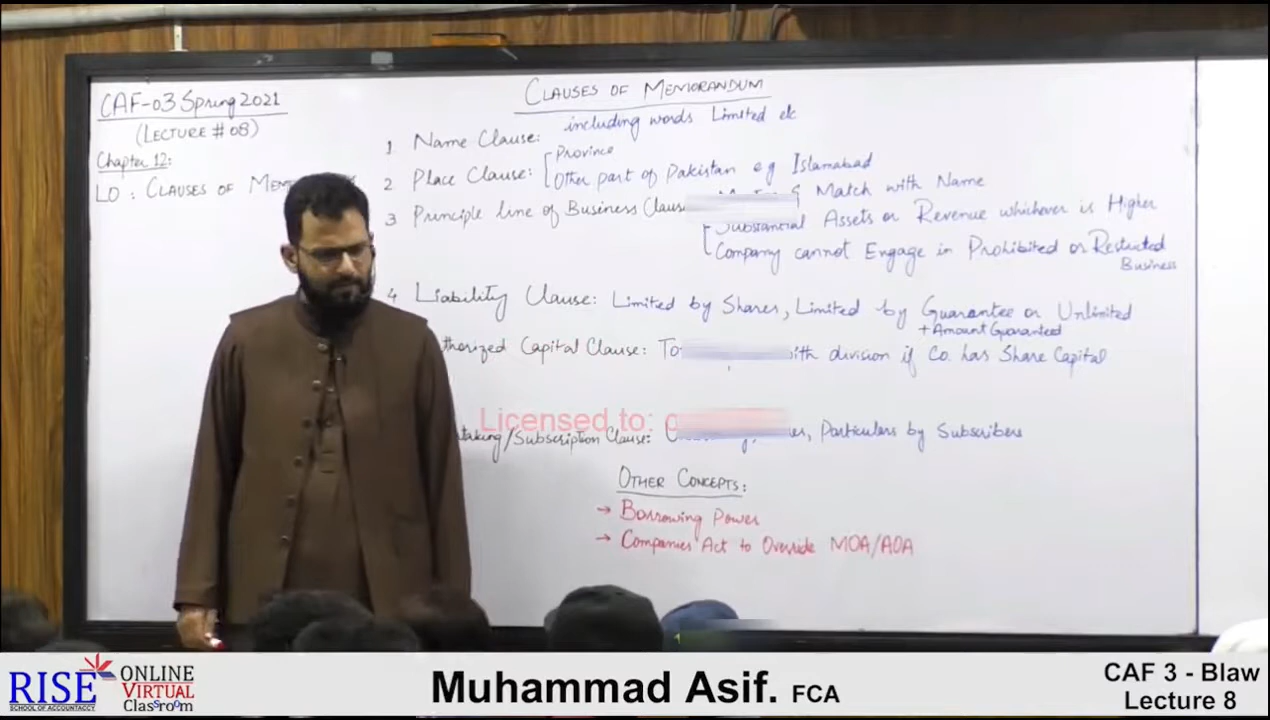 CAF-03 Spring 2021
(LECTURE # 08)
Chapter 12:
LO: CLAUSES OF
CLAUSES OF MEMORANDUM
1 Name Clause: including words Limited etc
2 Place Clause: Province
Other part of Pakistan e.g Islamabad
3 Principle line of Business Clause
Match with Name
Substantial Assets or Revenue whichever is Higher
Company cannot Engage in Prohibited or Restricted
Business
4 Liability Clause: Limited by Shares, Limited by Guarantee or Unlimited
+ Amount Guaranteed
thorized Capital Clause: with division if Co. has Share Capital
Licensed to:
taking/Subscription Clause: Particulars by Subscribers
OTHER CONCEPTS:
→ Borrowing Power
→ Companies Act to Override MOA/AOA
RISE
SCHOOL OF ACCOUNTANCY
ONLINE
VIRTUAL
Classroom
Muhammad Asif. FCA
CAF 3 - Blaw
Lecture 8